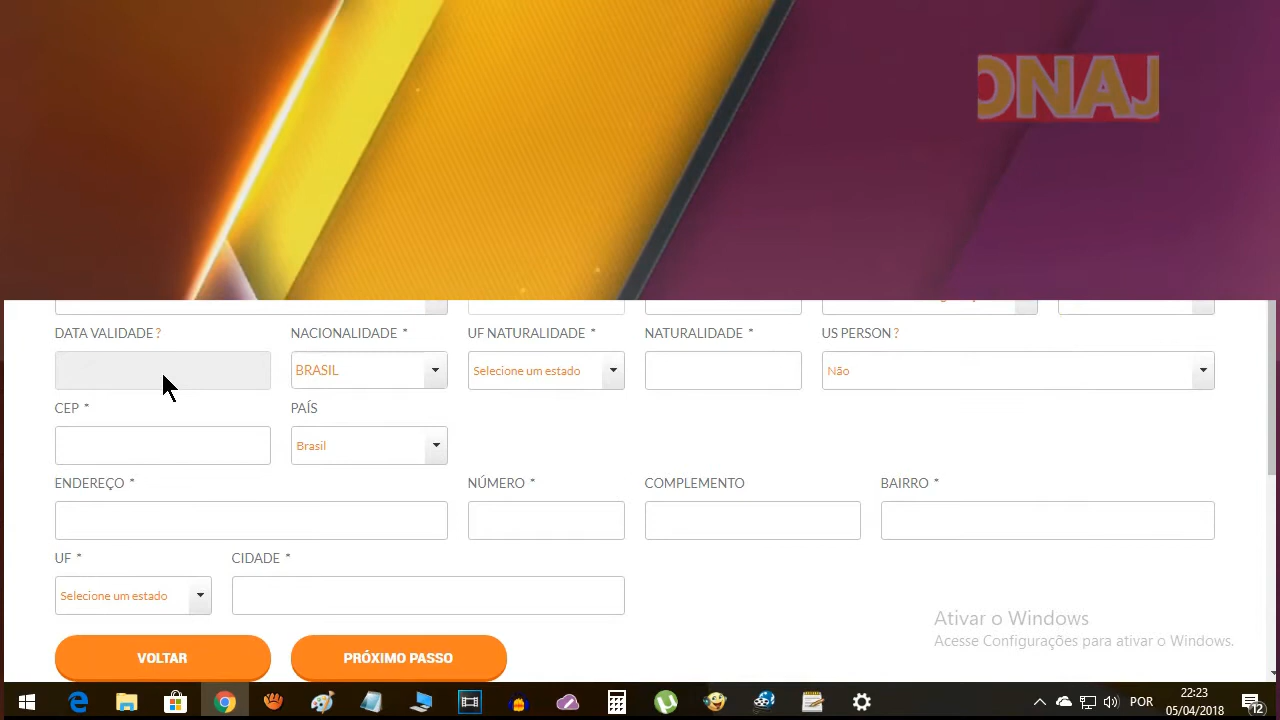 ONAJ
DATA VALIDADE ?
NACIONALIDADE *
UF NATURALIDADE *
NATURALIDADE *
US PERSON ?
BRASIL
Selecione um estado
Não
CEP *
PAÍS
Brasil
ENDEREÇO *
NÚMERO *
COMPLEMENTO
BAIRRO *
UF *
CIDADE *
Selecione um estado
Ativar o Windows
Acesse Configurações para ativar o Windows.
VOLTAR
PRÓXIMO PASSO
POR
22:23
05/04/2018
12